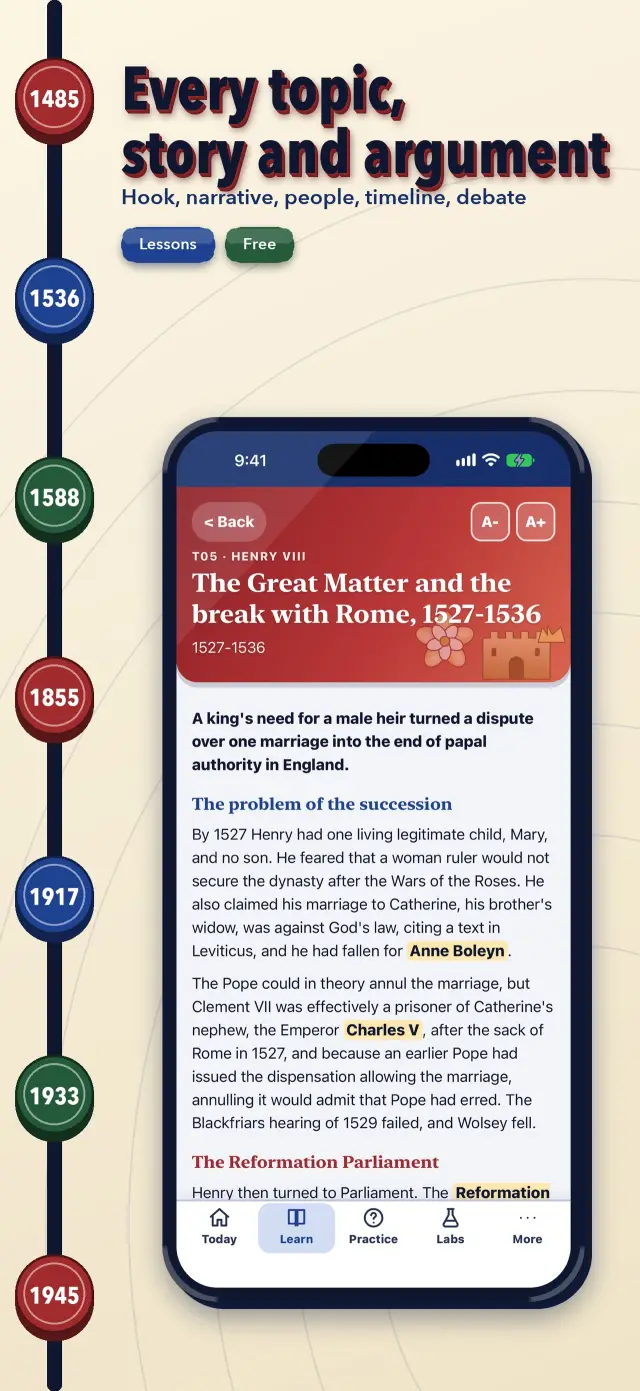 1485
1536
1588
1855
1917
1933
1945
Every topic,
story and argument
Hook, narrative, people, timeline, debate
Lessons
Free
9:41
< Back
A-
A+
T05 · HENRY VIII
The Great Matter and the
break with Rome, 1527-1536
1527-1536
A king's need for a male heir turned a dispute
over one marriage into the end of papal
authority in England.
The problem of the succession
By 1527 Henry had one living legitimate child, Mary,
and no son. He feared that a woman ruler would not
secure the dynasty after the Wars of the Roses. He
also claimed his marriage to Catherine, his brother's
widow, was against God's law, citing a text in
Leviticus, and he had fallen for Anne Boleyn.
The Pope could in theory annul the marriage, but
Clement VII was effectively a prisoner of Catherine's
nephew, the Emperor Charles V, after the sack of
Rome in 1527, and because an earlier Pope had
issued the dispensation allowing the marriage,
annulling it would admit that Pope had erred. The
Blackfriars hearing of 1529 failed, and Wolsey fell.
The Reformation Parliament
Henry then turned to Parliament. The Reformation
Today
Learn
Practice
Labs
More